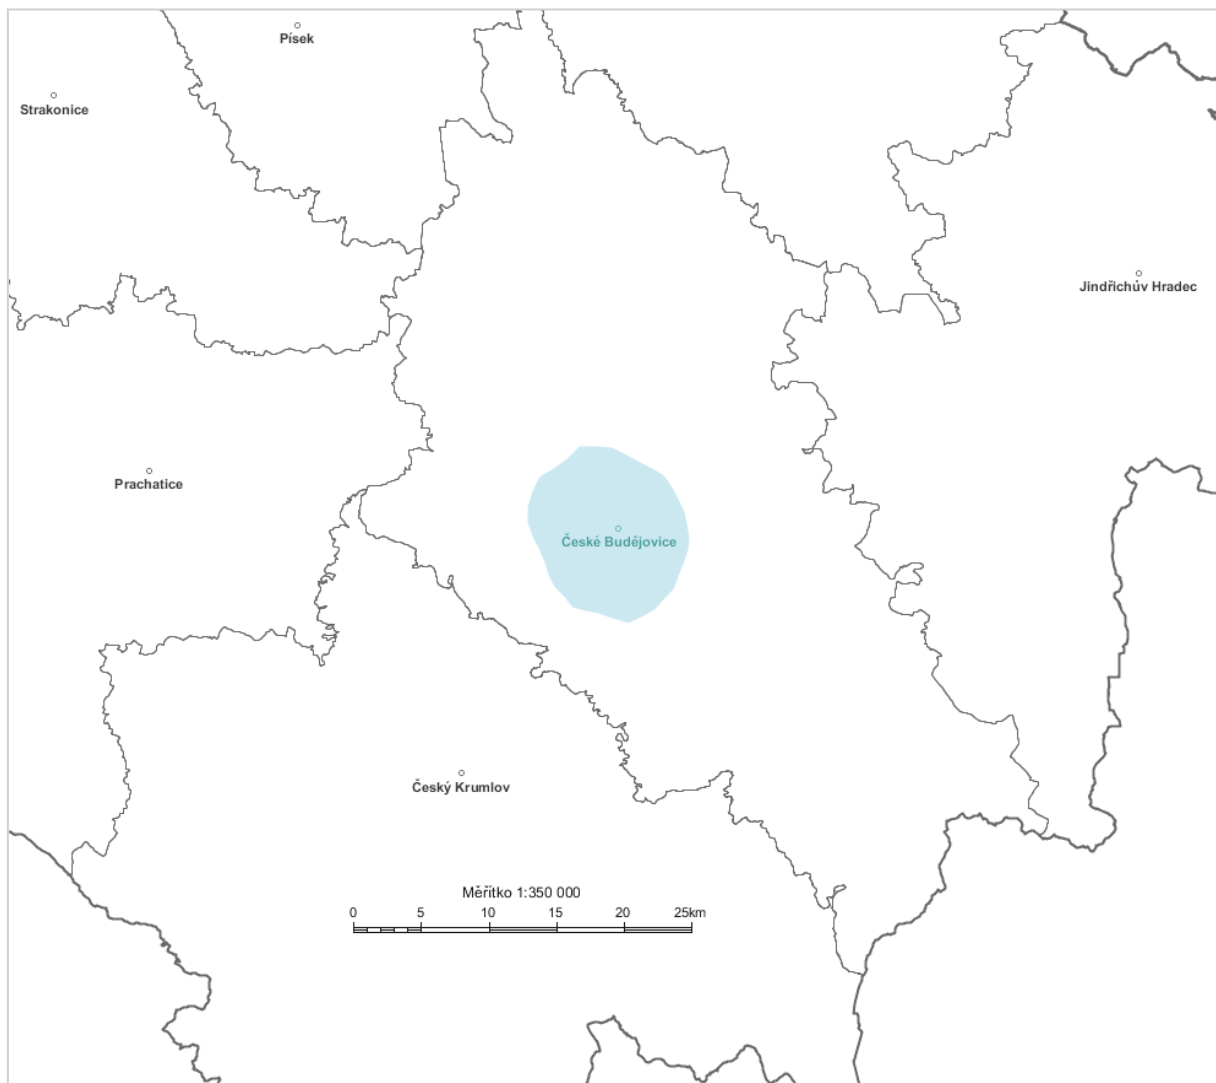 Písek
Strakonice
Jindřichův Hradec
Prachatice
České Budějovice
Český Krumlov
Měřítko 1:350 000
0 5 10 15 20 25km